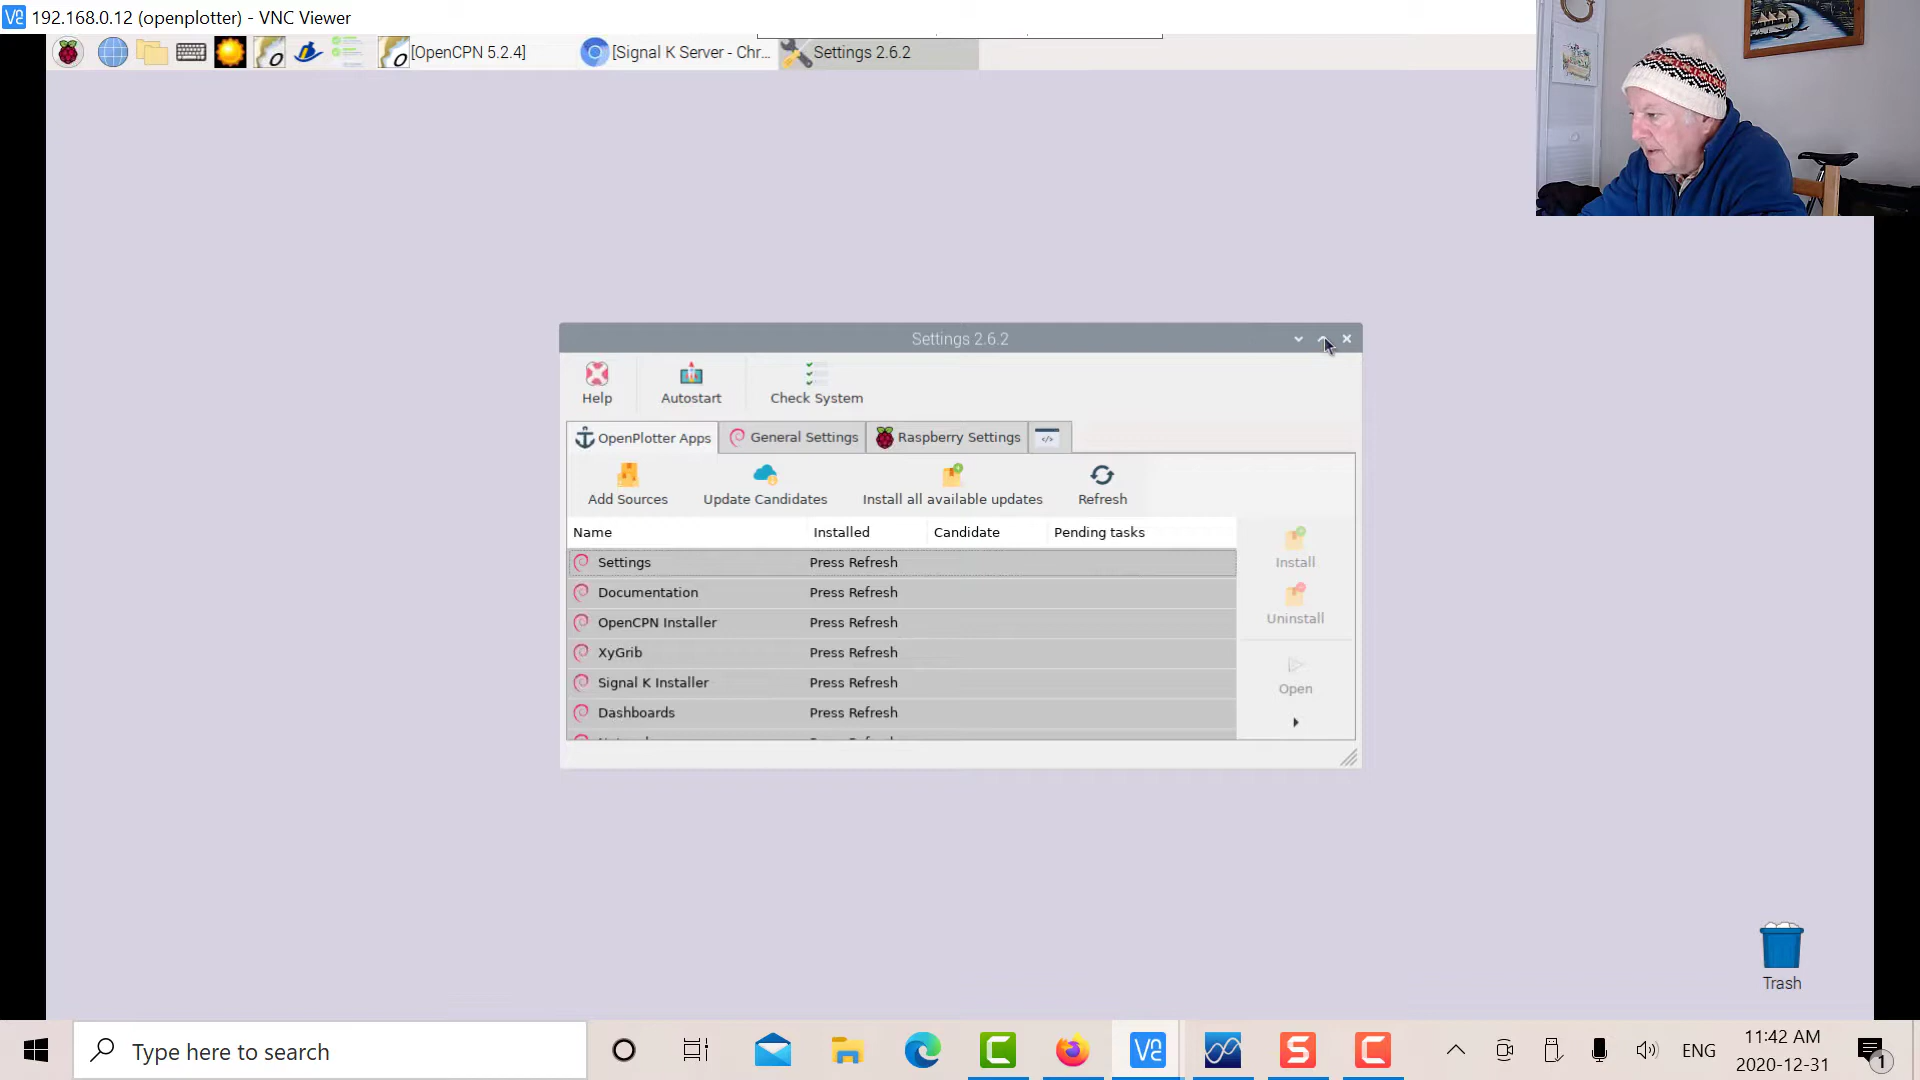 192.168.0.12 (openplotter) - VNC Viewer
[OpenCPN 5.2.4]
[Signal K Server - Chr...
Settings 2.6.2
Settings 2.6.2
Help
Autostart
Check System
OpenPlotter Apps
General Settings
Raspberry Settings
</>
Add Sources
Update Candidates
Install all available updates
Refresh
Name Installed Candidate Pending tasks
Settings Press Refresh
Documentation Press Refresh
OpenCPN Installer Press Refresh
XyGrib Press Refresh
Signal K Installer Press Refresh
Dashboards Press Refresh
Install
Uninstall
Open
Trash
Type here to search
ENG
11:42 AM
2020-12-31
1